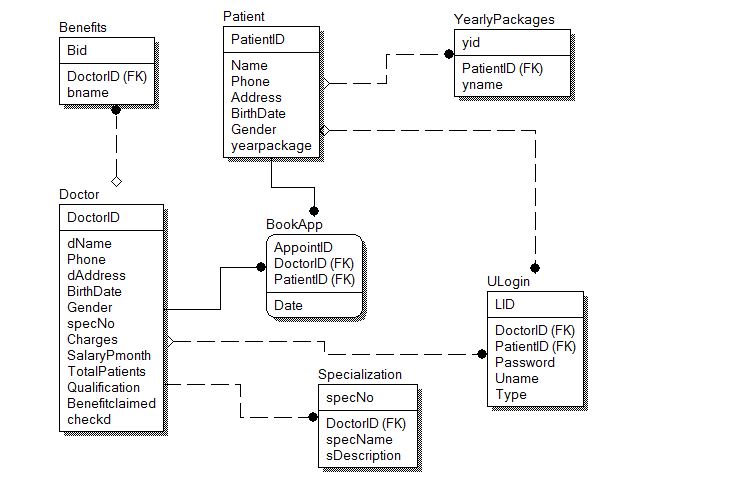 Benefits
Bid
DoctorID (FK)
bname
Patient
PatientID
Name
Phone
Address
BirthDate
Gender
yearpackage
YearlyPackages
yid
PatientID (FK)
yname
Doctor
DoctorID
dName
Phone
dAddress
BirthDate
Gender
specNo
Charges
SalaryPmonth
TotalPatients
Qualification
Benefitclaimed
checkd
BookApp
AppointID
DoctorID (FK)
PatientID (FK)
Date
ULogin
LID
DoctorID (FK)
PatientID (FK)
Password
Uname
Type
Specialization
specNo
DoctorID (FK)
specName
sDescription